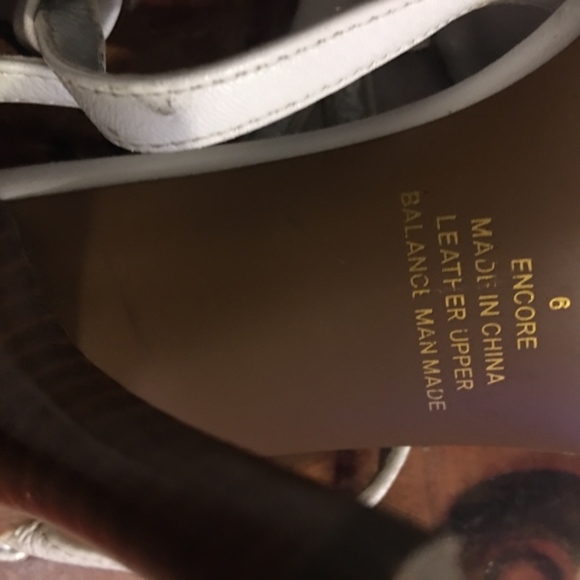 6
ENCORE
MADE IN CHINA
LEATHER UPPER
BALANCE MAN MADE